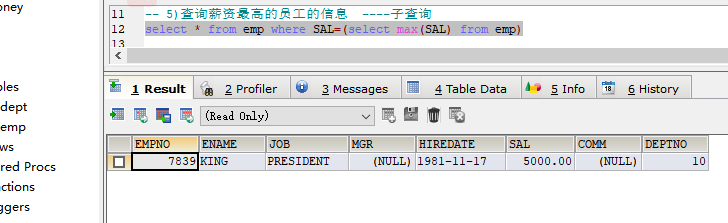 oney
bles
dept
emp
ws
red Procs
nctions
ggers
11 -- 5)查询薪资最高的员工的信息 ----子查询
12 select * from emp where SAL=(select max(SAL) from emp)
1 Result 2 Profiler 3 Messages 4 Table Data 5 Info 6 History
(Read Only)
EMPNO ENAME JOB MGR HIREDATE SAL COMM DEPTNO
7839 KING PRESIDENT (NULL) 1981-11-17 5000.00 (NULL) 10